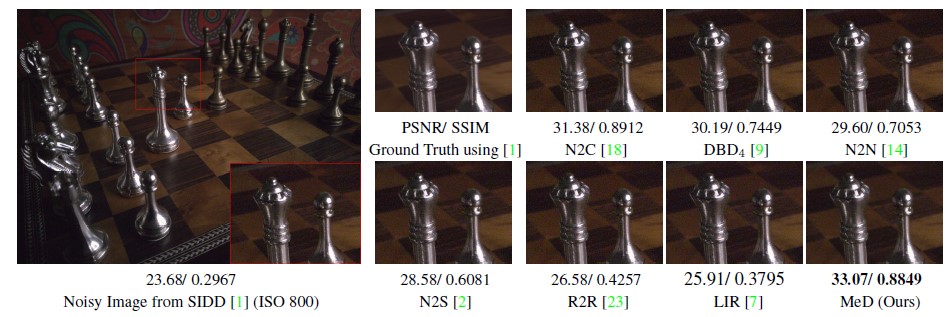 PSNR/ SSIM
Ground Truth using [1]
31.38/ 0.8912
N2C [18]
30.19/ 0.7449
DBD₄ [9]
29.60/ 0.7053
N2N [14]
23.68/ 0.2967
Noisy Image from SIDD [1] (ISO 800)
28.58/ 0.6081
N2S [2]
26.58/ 0.4257
R2R [23]
25.91/ 0.3795
LIR [7]
33.07/ 0.8849
MeD (Ours)